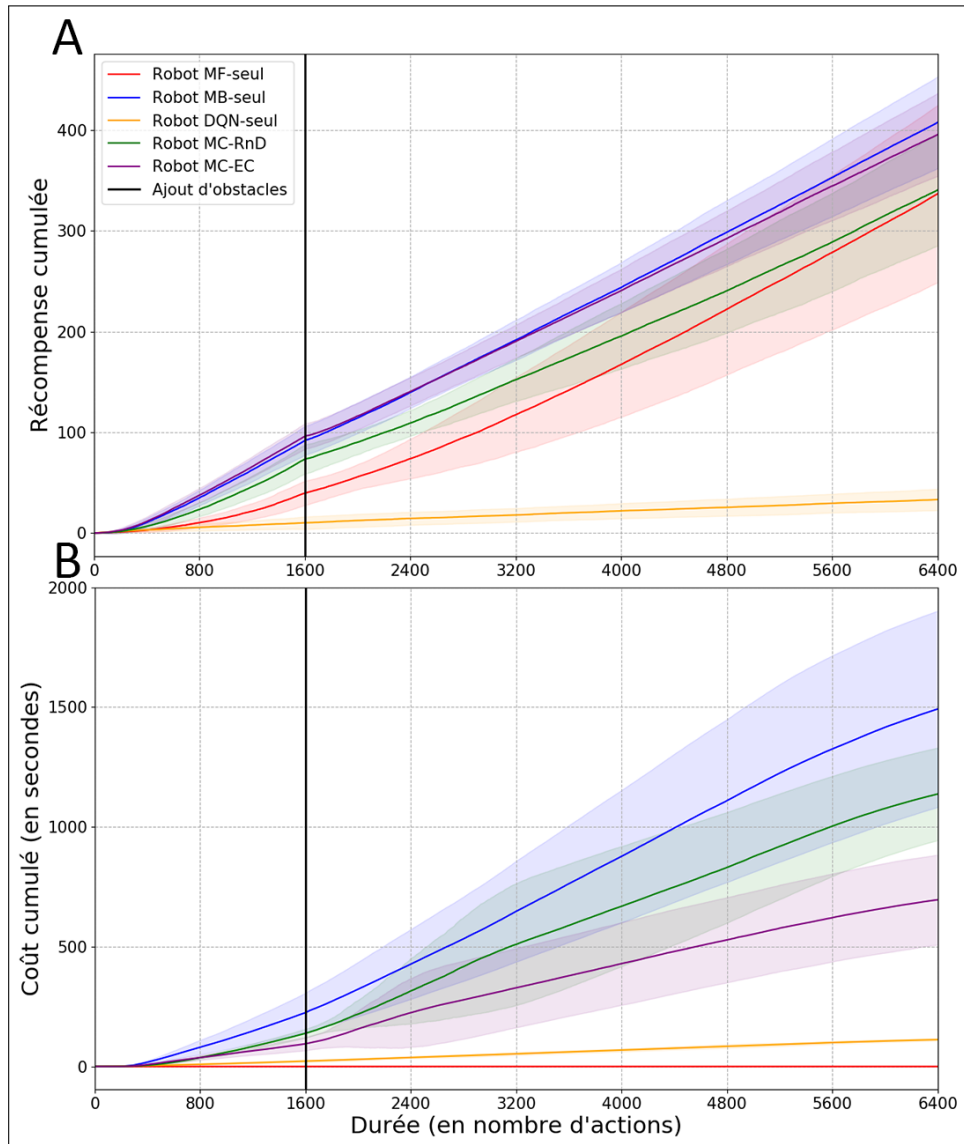 A
Robot MF-seul
Robot MB-seul
Robot DQN-seul
Robot MC-RnD
Robot MC-EC
Ajout d'obstacles
Récompense cumulée
400
300
200
100
0
0 800 1600 2400 3200 4000 4800 5600 6400
B
Coût cumulé (en secondes)
2000
1500
1000
500
0
0 800 1600 2400 3200 4000 4800 5600 6400
Durée (en nombre d'actions)